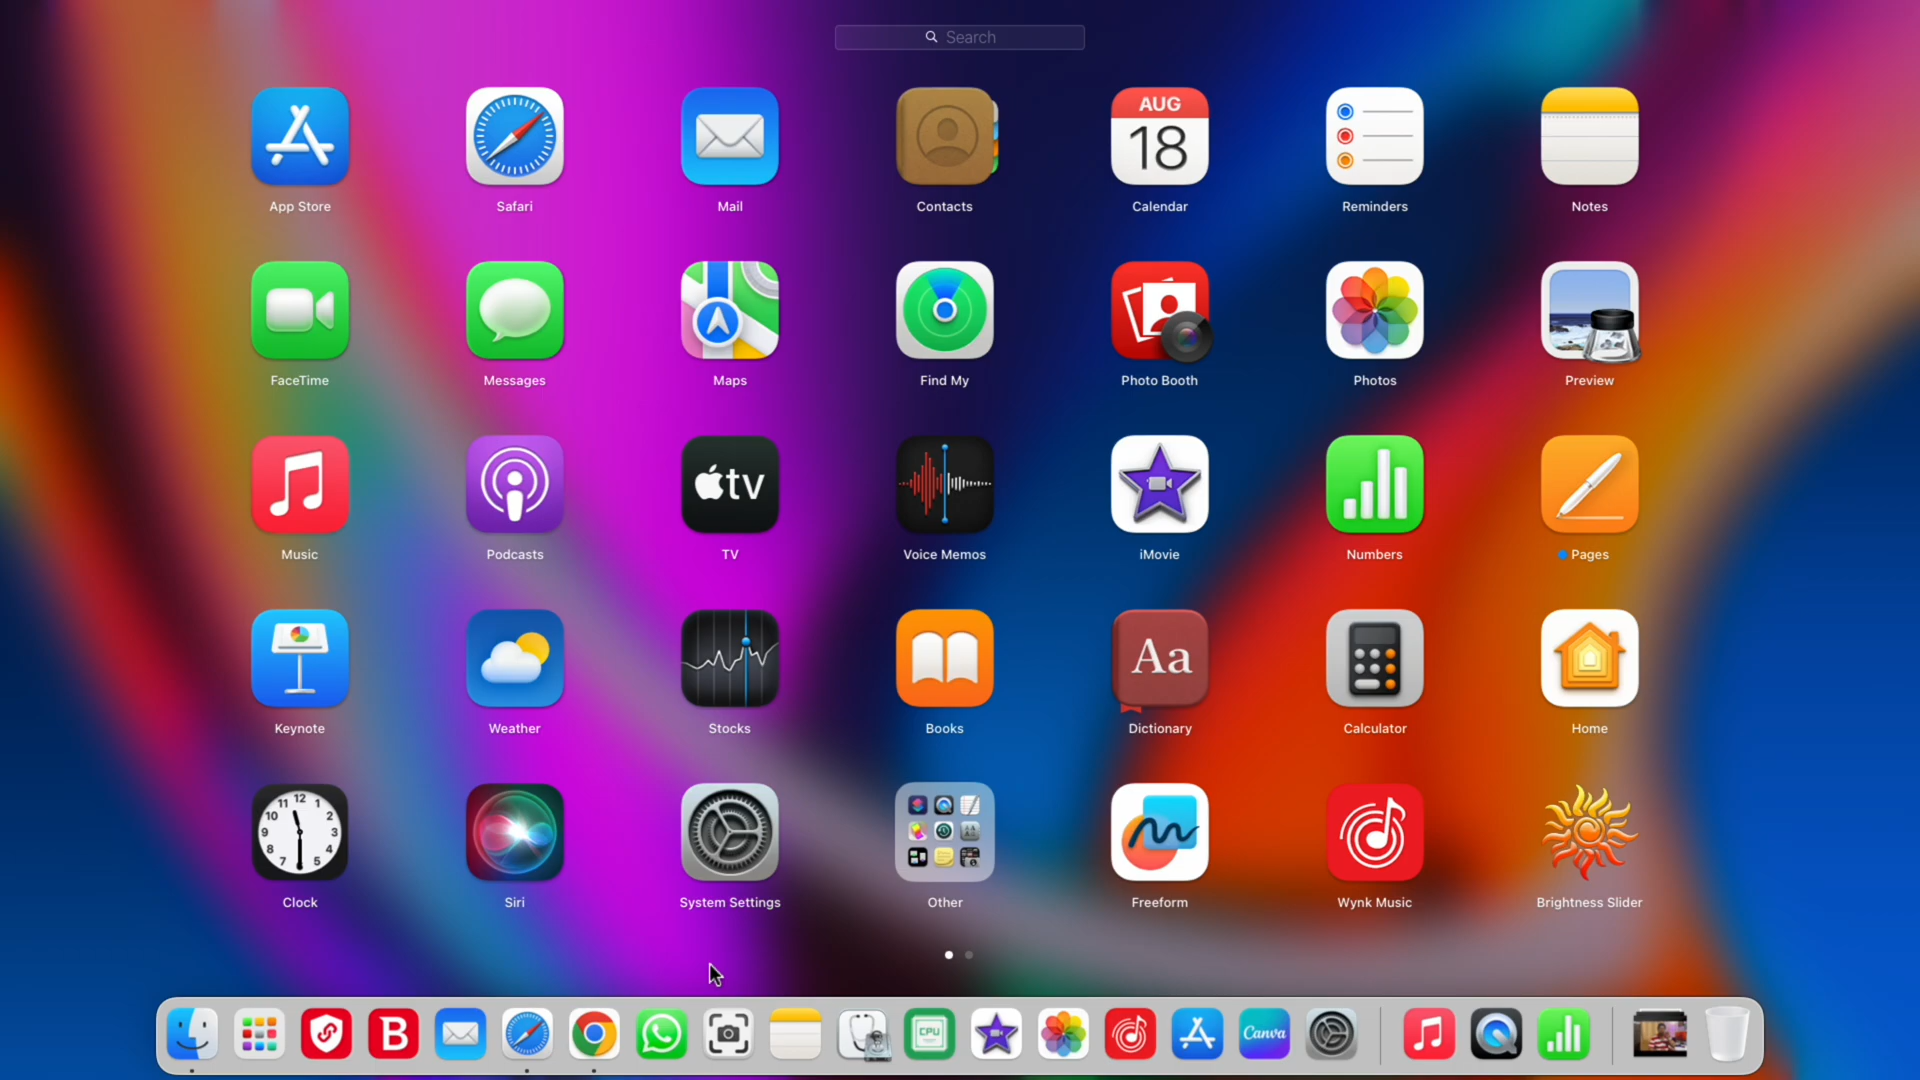 Search
AUG
18
App Store
Safari
Mail
Contacts
Calendar
Reminders
Notes
FaceTime
Messages
Maps
Find My
Photo Booth
Photos
Preview
tv
Music
Podcasts
TV
Voice Memos
iMovie
Numbers
Pages
Aa
Keynote
Weather
Stocks
Books
Dictionary
Calculator
Home
12
11 1
10 2
9 3
8 4
7 5
6
Clock
Siri
System Settings
Other
Freeform
Wynk Music
Brightness Slider
B
CPU
Canva